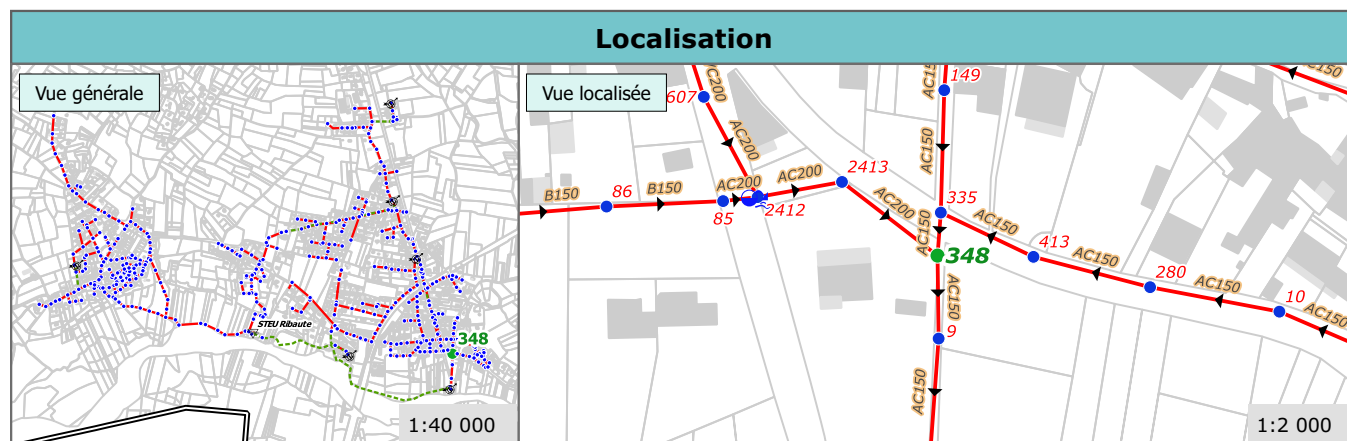 Localisation
Vue générale
STEU Ribaute
348
1:40 000
Vue localisée
607
AC200
AC200
B150
86
B150
85
AC200
2412
AC200
2413
AC200
AC150
149
AC150
335
AC150
348
AC150
413
AC150
280
AC150
10
AC150
AC150
9
AC150
AC150
1:2 000